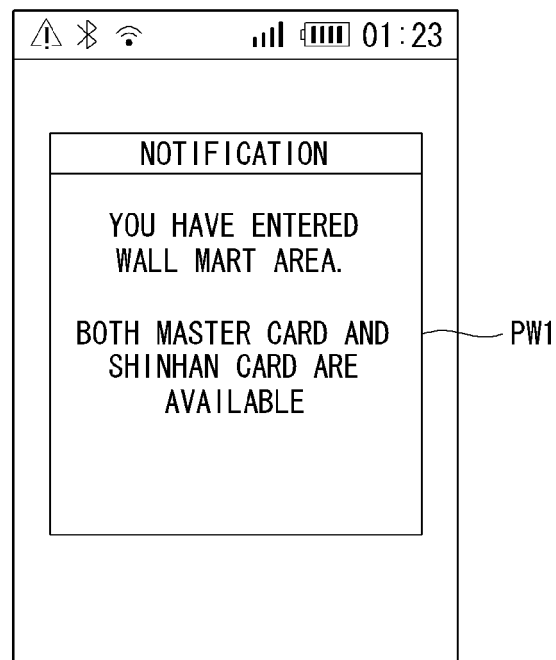 01:23
NOTIFICATION
YOU HAVE ENTERED
WALL MART AREA.
BOTH MASTER CARD AND
SHINHAN CARD ARE
AVAILABLE
PW1